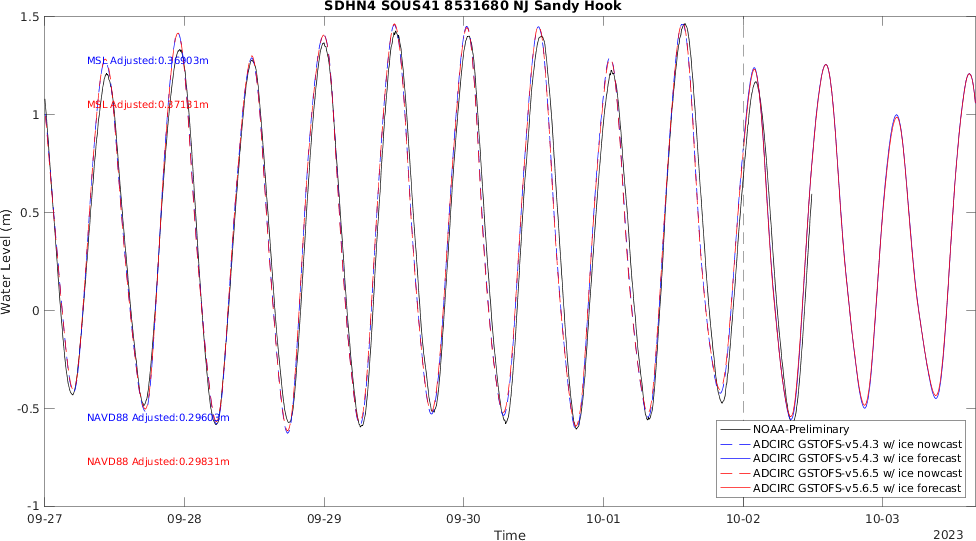 SDHN4 SOUS41 8531680 NJ Sandy Hook
1.5
MSL Adjusted:0.36903m
MSL Adjusted:0.37131m
1
0.5
Water Level (m)
0
-0.5
NAVD88 Adjusted:0.29603m
NAVD88 Adjusted:0.29831m
NOAA-Preliminary
ADCIRC GSTOFS-v5.4.3 w/ ice nowcast
ADCIRC GSTOFS-v5.4.3 w/ ice forecast
ADCIRC GSTOFS-v5.6.5 w/ ice nowcast
ADCIRC GSTOFS-v5.6.5 w/ ice forecast
-1
09-27 09-28 09-29 09-30 10-01 10-02 10-03
Time
2023